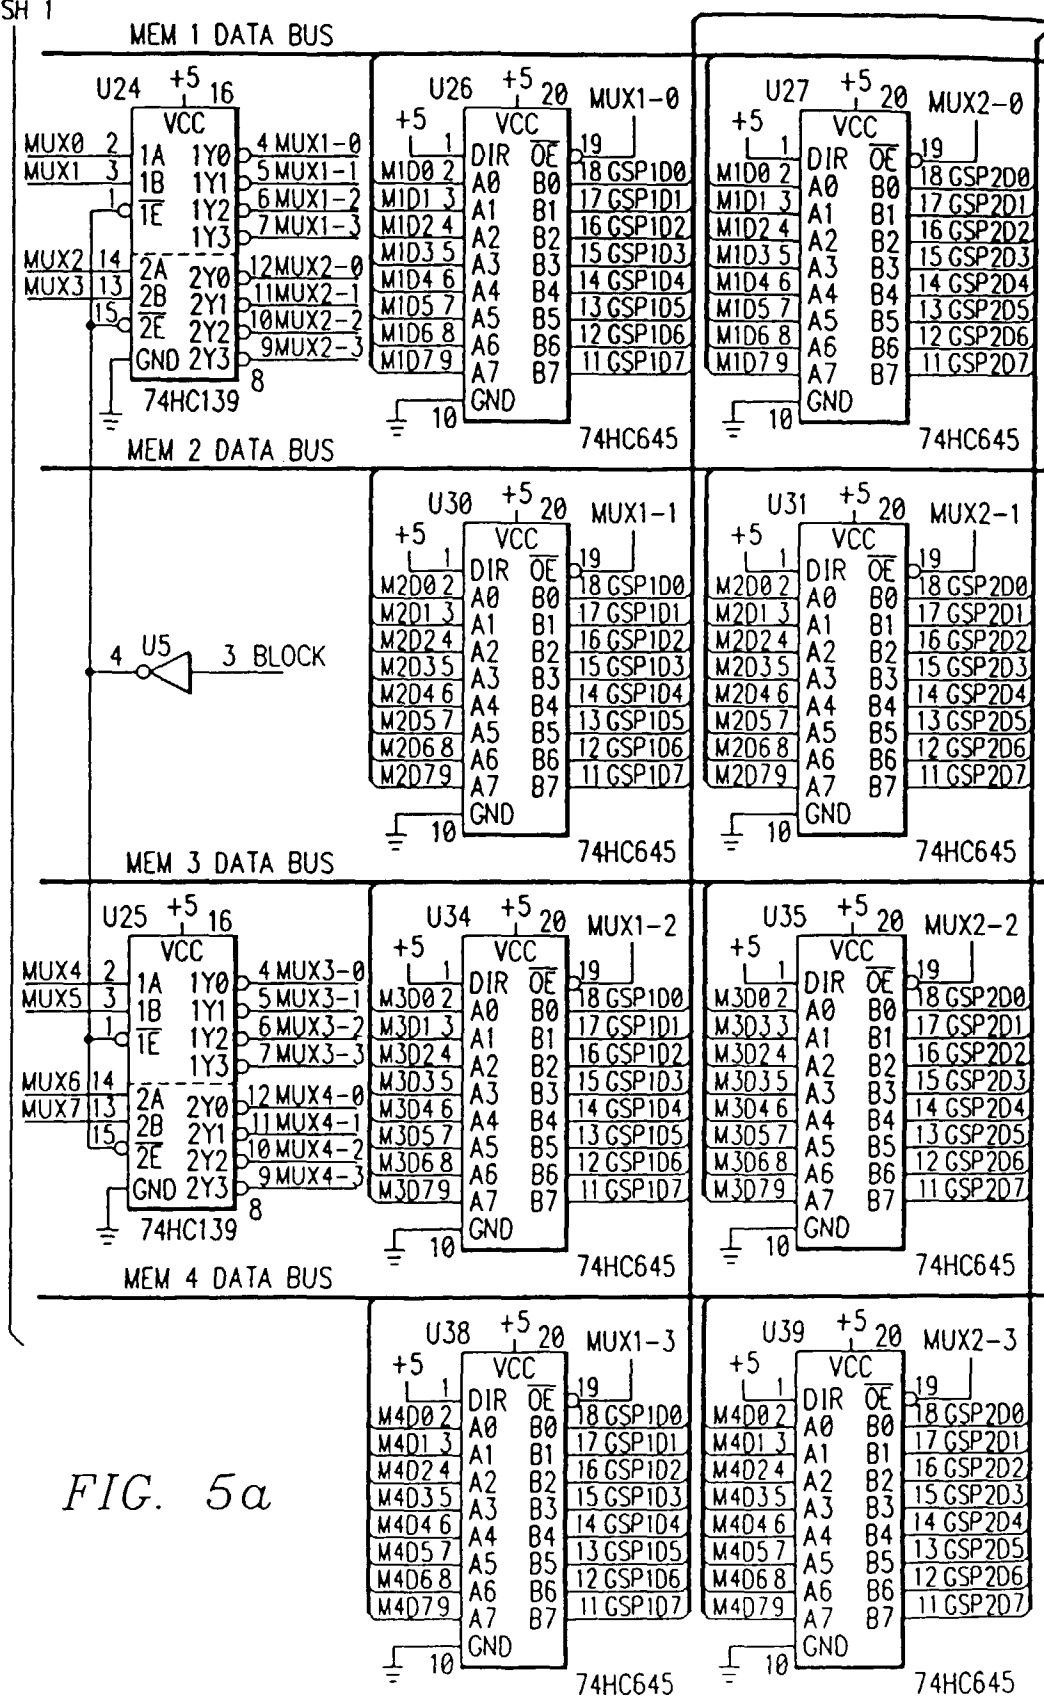 SH 1
MEM 1 DATA BUS
U24 +5 16
VCC
MUX0 2 1A 1Y0 4 MUX1-0
MUX1 3 1B 1Y1 5 MUX1-1
1 1E 1Y2 6 MUX1-2
1Y3 7 MUX1-3
MUX2 14 2A 2Y0 12 MUX2-0
MUX3 13 2B 2Y1 11 MUX2-1
15 2E 2Y2 10 MUX2-2
GND 2Y3 9 MUX2-3
8
74HC139
U26 +5 20 MUX1-0
+5 VCC
1 DIR OE 19
M1D0 2 A0 B0 18 GSP1D0
M1D1 3 A1 B1 17 GSP1D1
M1D2 4 A2 B2 16 GSP1D2
M1D3 5 A3 B3 15 GSP1D3
M1D4 6 A4 B4 14 GSP1D4
M1D5 7 A5 B5 13 GSP1D5
M1D6 8 A6 B6 12 GSP1D6
M1D7 9 A7 B7 11 GSP1D7
10 GND
74HC645
U27 +5 20 MUX2-0
+5 VCC
1 DIR OE 19
M1D0 2 A0 B0 18 GSP2D0
M1D1 3 A1 B1 17 GSP2D1
M1D2 4 A2 B2 16 GSP2D2
M1D3 5 A3 B3 15 GSP2D3
M1D4 6 A4 B4 14 GSP2D4
M1D5 7 A5 B5 13 GSP2D5
M1D6 8 A6 B6 12 GSP2D6
M1D7 9 A7 B7 11 GSP2D7
10 GND
74HC645
MEM 2 DATA BUS
4 U5 3 BLOCK
U30 +5 20 MUX1-1
+5 VCC
1 DIR OE 19
M2D0 2 A0 B0 18 GSP1D0
M2D1 3 A1 B1 17 GSP1D1
M2D2 4 A2 B2 16 GSP1D2
M2D3 5 A3 B3 15 GSP1D3
M2D4 6 A4 B4 14 GSP1D4
M2D5 7 A5 B5 13 GSP1D5
M2D6 8 A6 B6 12 GSP1D6
M2D7 9 A7 B7 11 GSP1D7
10 GND
74HC645
U31 +5 20 MUX2-1
+5 VCC
1 DIR OE 19
M2D0 2 A0 B0 18 GSP2D0
M2D1 3 A1 B1 17 GSP2D1
M2D2 4 A2 B2 16 GSP2D2
M2D3 5 A3 B3 15 GSP2D3
M2D4 6 A4 B4 14 GSP2D4
M2D5 7 A5 B5 13 GSP2D5
M2D6 8 A6 B6 12 GSP2D6
M2D7 9 A7 B7 11 GSP2D7
10 GND
74HC645
MEM 3 DATA BUS
U25 +5 16
VCC
MUX4 2 1A 1Y0 4 MUX3-0
MUX5 3 1B 1Y1 5 MUX3-1
1 1E 1Y2 6 MUX3-2
1Y3 7 MUX3-3
MUX6 14 2A 2Y0 12 MUX4-0
MUX7 13 2B 2Y1 11 MUX4-1
15 2E 2Y2 10 MUX4-2
GND 2Y3 9 MUX4-3
8
74HC139
U34 +5 20 MUX1-2
+5 VCC
1 DIR OE 19
M3D0 2 A0 B0 18 GSP1D0
M3D1 3 A1 B1 17 GSP1D1
M3D2 4 A2 B2 16 GSP1D2
M3D3 5 A3 B3 15 GSP1D3
M3D4 6 A4 B4 14 GSP1D4
M3D5 7 A5 B5 13 GSP1D5
M3D6 8 A6 B6 12 GSP1D6
M3D7 9 A7 B7 11 GSP1D7
10 GND
74HC645
U35 +5 20 MUX2-2
+5 VCC
1 DIR OE 19
M3D0 2 A0 B0 18 GSP2D0
M3D3 3 A1 B1 17 GSP2D1
M3D2 4 A2 B2 16 GSP2D2
M3D3 5 A3 B3 15 GSP2D3
M3D4 6 A4 B4 14 GSP2D4
M3D5 7 A5 B5 13 GSP2D5
M3D6 8 A6 B6 12 GSP2D6
M3D7 9 A7 B7 11 GSP2D7
10 GND
74HC645
MEM 4 DATA BUS
U38 +5 20 MUX1-3
+5 VCC
1 DIR OE 19
M4D0 2 A0 B0 18 GSP1D0
M4D1 3 A1 B1 17 GSP1D1
M4D2 4 A2 B2 16 GSP1D2
M4D3 5 A3 B3 15 GSP1D3
M4D4 6 A4 B4 14 GSP1D4
M4D5 7 A5 B5 13 GSP1D5
M4D6 8 A6 B6 12 GSP1D6
M4D7 9 A7 B7 11 GSP1D7
10 GND
74HC645
U39 +5 20 MUX2-3
+5 VCC
1 DIR OE 19
M4D0 2 A0 B0 18 GSP2D0
M4D1 3 A1 B1 17 GSP2D1
M4D2 4 A2 B2 16 GSP2D2
M4D3 5 A3 B3 15 GSP2D3
M4D4 6 A4 B4 14 GSP2D4
M4D5 7 A5 B5 13 GSP2D5
M4D6 8 A6 B6 12 GSP2D6
M4D7 9 A7 B7 11 GSP2D7
10 GND
74HC645
FIG. 5a